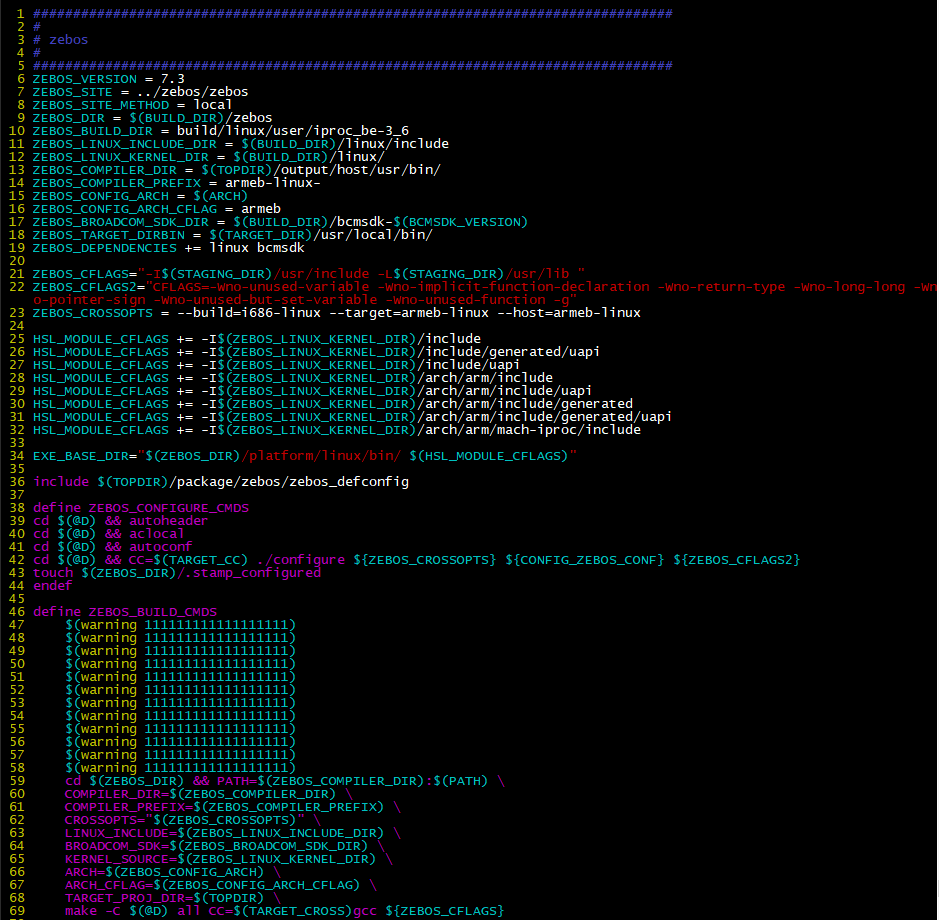 1 ################################################################################
2 #
3 # zebos
4 #
5 ################################################################################
6 ZEBOS_VERSION = 7.3
7 ZEBOS_SITE = ../zebos/zebos
8 ZEBOS_SITE_METHOD = local
9 ZEBOS_DIR = $(BUILD_DIR)/zebos
10 ZEBOS_BUILD_DIR = build/linux/user/iproc_be-3_6
11 ZEBOS_LINUX_INCLUDE_DIR = $(BUILD_DIR)/linux/include
12 ZEBOS_LINUX_KERNEL_DIR = $(BUILD_DIR)/linux/
13 ZEBOS_COMPILER_DIR = $(TOPDIR)/output/host/usr/bin/
14 ZEBOS_COMPILER_PREFIX = armeb-linux-
15 ZEBOS_CONFIG_ARCH = $(ARCH)
16 ZEBOS_CONFIG_ARCH_CFLAG = armeb
17 ZEBOS_BROADCOM_SDK_DIR = $(BUILD_DIR)/bcmsdk-$(BCMSDK_VERSION)
18 ZEBOS_TARGET_DIRBIN = $(TARGET_DIR)/usr/local/bin/
19 ZEBOS_DEPENDENCIES += linux bcmsdk
20
21 ZEBOS_CFLAGS="-I$(STAGING_DIR)/usr/include -L$(STAGING_DIR)/usr/lib "
22 ZEBOS_CFLAGS2="CFLAGS=-Wno-unused-variable -Wno-implicit-function-declaration -Wno-return-type -Wno-long-long -Wn
o-pointer-sign -Wno-unused-but-set-variable -Wno-unused-function -g"
23 ZEBOS_CROSSOPTS = --build=i686-linux --target=armeb-linux --host=armeb-linux
24
25 HSL_MODULE_CFLAGS += -I$(ZEBOS_LINUX_KERNEL_DIR)/include
26 HSL_MODULE_CFLAGS += -I$(ZEBOS_LINUX_KERNEL_DIR)/include/generated/uapi
27 HSL_MODULE_CFLAGS += -I$(ZEBOS_LINUX_KERNEL_DIR)/include/uapi
28 HSL_MODULE_CFLAGS += -I$(ZEBOS_LINUX_KERNEL_DIR)/arch/arm/include
29 HSL_MODULE_CFLAGS += -I$(ZEBOS_LINUX_KERNEL_DIR)/arch/arm/include/uapi
30 HSL_MODULE_CFLAGS += -I$(ZEBOS_LINUX_KERNEL_DIR)/arch/arm/include/generated
31 HSL_MODULE_CFLAGS += -I$(ZEBOS_LINUX_KERNEL_DIR)/arch/arm/include/generated/uapi
32 HSL_MODULE_CFLAGS += -I$(ZEBOS_LINUX_KERNEL_DIR)/arch/arm/mach-iproc/include
33
34 EXE_BASE_DIR="$(ZEBOS_DIR)/platform/linux/bin/ $(HSL_MODULE_CFLAGS)"
35
36 include $(TOPDIR)/package/zebos/zebos_defconfig
37
38 define ZEBOS_CONFIGURE_CMDS
39 cd $(@D) && autoheader
40 cd $(@D) && aclocal
41 cd $(@D) && autoconf
42 cd $(@D) && CC=$(TARGET_CC) ./configure ${ZEBOS_CROSSOPTS} ${CONFIG_ZEBOS_CONF} ${ZEBOS_CFLAGS2}
43 touch $(ZEBOS_DIR)/.stamp_configured
44 endef
45
46 define ZEBOS_BUILD_CMDS
47 $(warning 111111111111111111)
48 $(warning 111111111111111111)
49 $(warning 111111111111111111)
50 $(warning 111111111111111111)
51 $(warning 111111111111111111)
52 $(warning 111111111111111111)
53 $(warning 111111111111111111)
54 $(warning 111111111111111111)
55 $(warning 111111111111111111)
56 $(warning 111111111111111111)
57 $(warning 111111111111111111)
58 $(warning 111111111111111111)
59 cd $(ZEBOS_DIR) && PATH=$(ZEBOS_COMPILER_DIR):$(PATH) \
60 COMPILER_DIR=$(ZEBOS_COMPILER_DIR) \
61 COMPILER_PREFIX=$(ZEBOS_COMPILER_PREFIX) \
62 CROSSOPTS="$(ZEBOS_CROSSOPTS)" \
63 LINUX_INCLUDE=$(ZEBOS_LINUX_INCLUDE_DIR) \
64 BROADCOM_SDK=$(ZEBOS_BROADCOM_SDK_DIR) \
65 KERNEL_SOURCE=$(ZEBOS_LINUX_KERNEL_DIR) \
66 ARCH=$(ZEBOS_CONFIG_ARCH) \
67 ARCH_CFLAG=$(ZEBOS_CONFIG_ARCH_CFLAG) \
68 TARGET_PROJ_DIR=$(TOPDIR) \
69 make -C $(@D) all CC=$(TARGET_CROSS)gcc ${ZEBOS_CFLAGS}